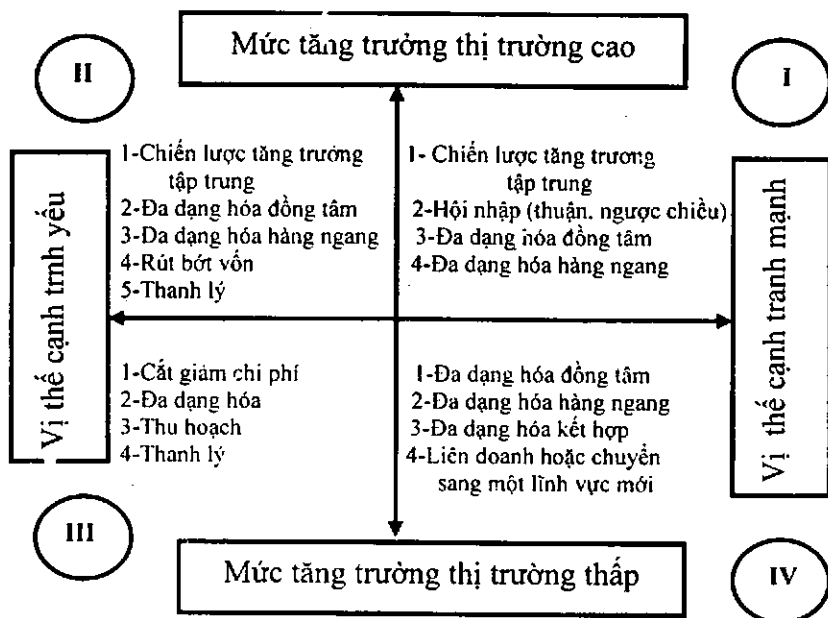 Mức tăng trưởng thị trường cao
II
I
Vị thế cạnh trnh yếu
1-Chiến lược tăng trưởng
tập trung
2-Đa dạng hóa đồng tâm
3-Đa dạng hóa hàng ngang
4-Rút bớt vốn
5-Thanh lý
1- Chiến lược tăng trương
tập trung
2-Hội nhập (thuận. ngược chiều)
3-Đa dạng hóa đồng tâm
4-Đa dạng hóa hàng ngang
Vị thế cạnh tranh mạnh
1-Cắt giảm chi phí
2-Đa dạng hóa
3-Thu hoạch
4-Thanh lý
1-Đa dạng hóa đồng tâm
2-Đa dạng hóa hàng ngang
3-Đa dạng hóa kết hợp
4-Liên doanh hoặc chuyển
sang một lĩnh vực mới
III
IV
Mức tăng trưởng thị trường thấp